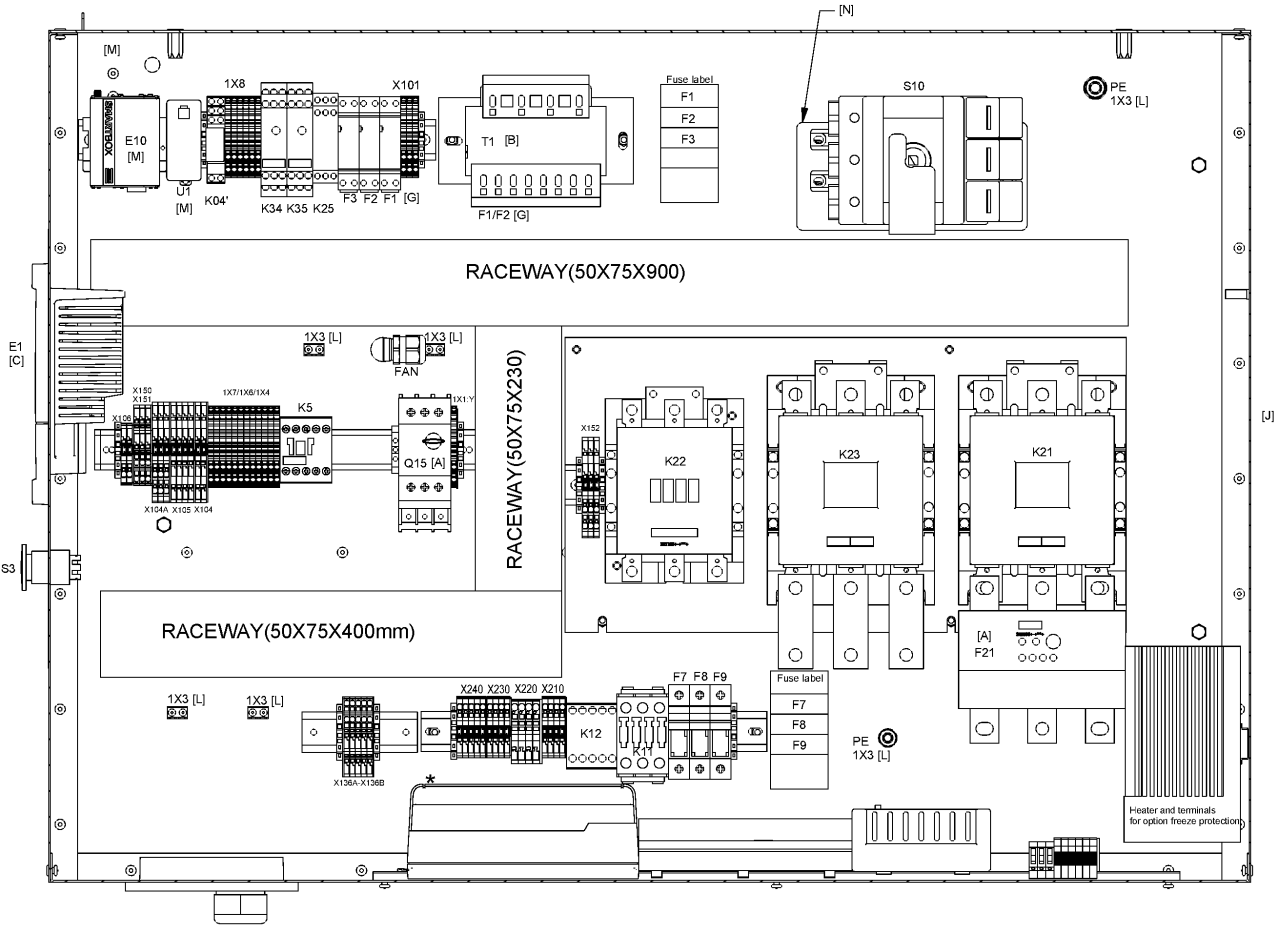 [N]
[M]
1X8
X101
Fuse label
F1
F2
F3
S10
PE
1X3 [L]
SMARTBOX
E10
[M]
U1
[M]
K04'
K34
K35
K25
F3
F2
F1
[G]
T1
[B]
F1/F2 [G]
RACEWAY(50X75X900)
E1
[C]
1X3 [L]
1X3 [L]
FAN
RACEWAY(50X75X230)
[J]
X150
X151
X106
1X7/1X6/1X4
K5
1X1:Y
Q15 [A]
X152
K22
K23
K21
X104A
X105
X104
S3
RACEWAY(50X75X400mm)
[A]
F21
1X3 [L]
1X3 [L]
X240
X230
X220
X210
F7
F8
F9
Fuse label
F7
F8
F9
K12
K11
PE
1X3 [L]
X136A-X136B
*
Heater and terminals
for option freeze protection